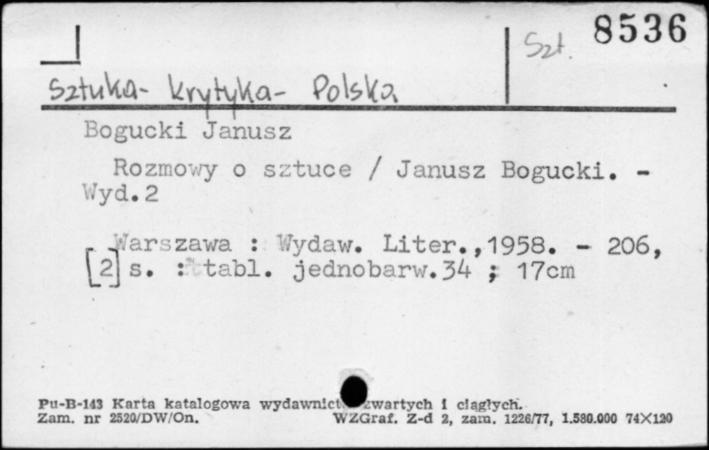 Szt. 8536
Sztuka- krytyka- Polska
Bogucki Janusz
Rozmowy o sztuce / Janusz Bogucki. -
Wyd.2
Warszawa : Wydaw. Liter.,1958. - 206,
[2] s. : tabl. jednobarw.34 ; 17cm
Pu-B-143 Karta katalogowa wydawnict zwartych i ciągłych.
Zam. nr 2520/DW/On. WZGraf. Z-d 2, zam. 1226/77, 1.580.000 74X120